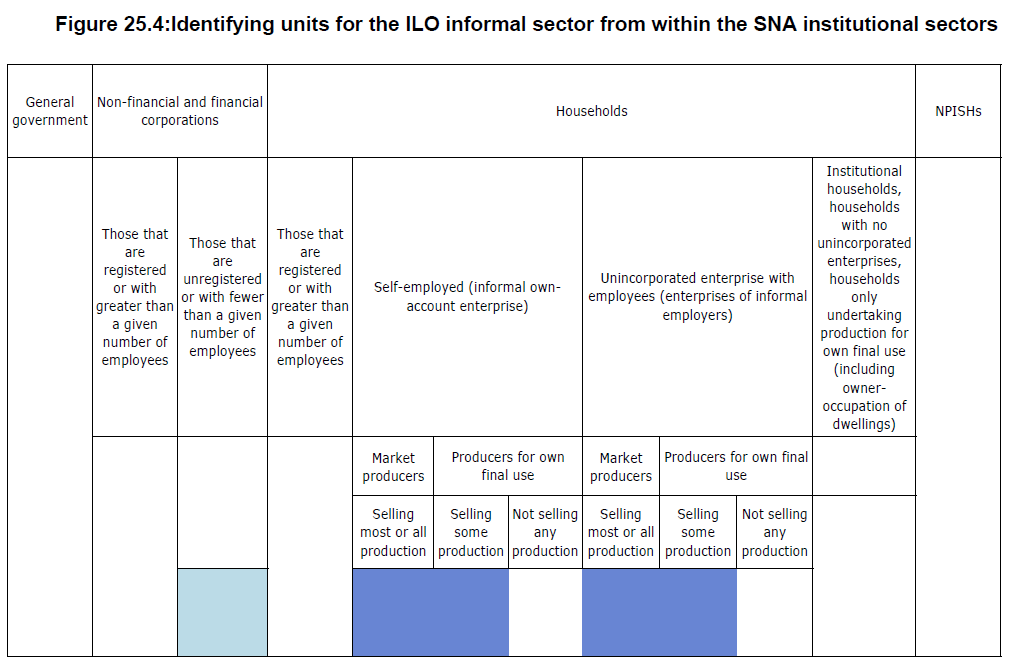 Figure 25.4:Identifying units for the ILO informal sector from within the SNA institutional sectors
General
government
Non-financial and financial
corporations
Households
NPISHs
Those that
are
registered
or with
greater than
a given
number of
employees
Those that
are
unregistered
or with fewer
than a given
number of
employees
Those that
are
registered
or with
greater than
a given
number of
employees
Self-employed (informal own-
account enterprise)
Unincorporated enterprise with
employees (enterprises of informal
employers)
Institutional
households,
households
with no
unincorporated
enterprises,
households
only
undertaking
production for
own final use
(including
owner-
occupation of
dwellings)
Market
producers
Producers for own
final use
Market
producers
Producers for own final
use
Selling
most or all
production
Selling
some
production
Not selling
any
production
Selling
most or all
production
Selling
some
production
Not selling
any
production